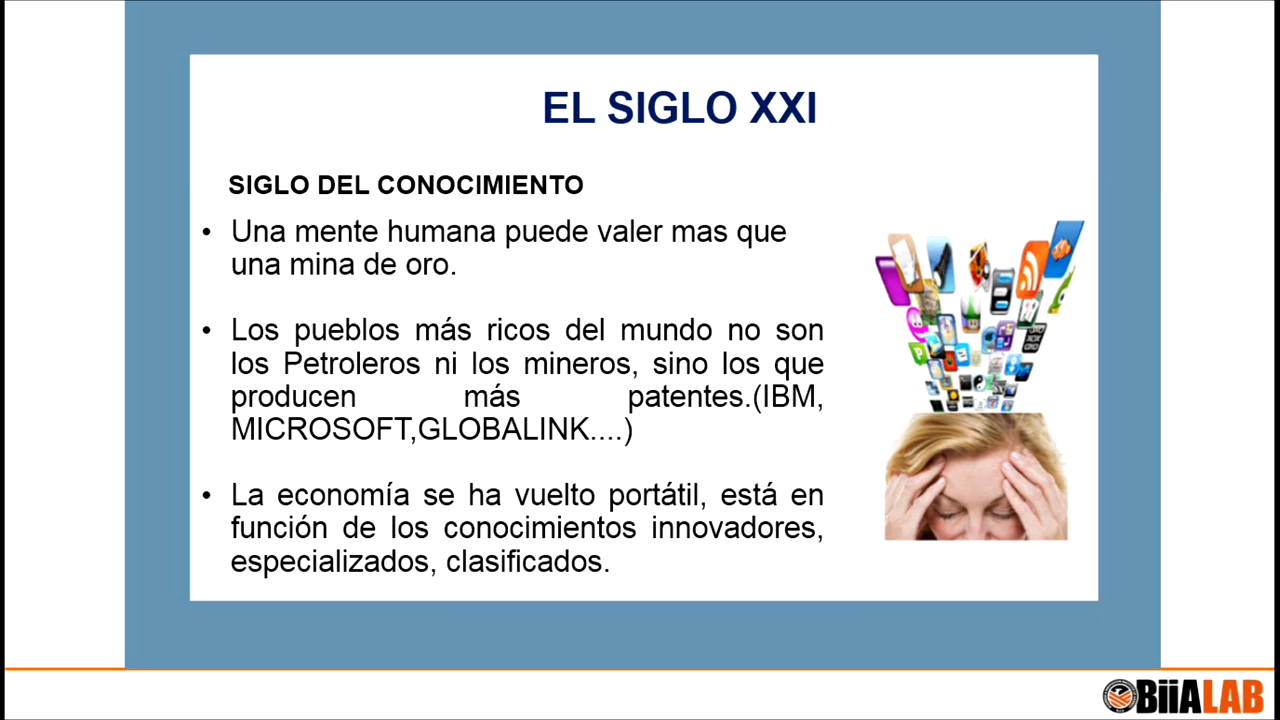 EL SIGLO XXI
SIGLO DEL CONOCIMIENTO
• Una mente humana puede valer mas que
una mina de oro.
• Los pueblos más ricos del mundo no son
los Petroleros ni los mineros, sino los que
producen más patentes.(IBM,
MICROSOFT,GLOBALINK....)
• La economía se ha vuelto portátil, está en
función de los conocimientos innovadores,
especializados, clasificados.
BiiALAB